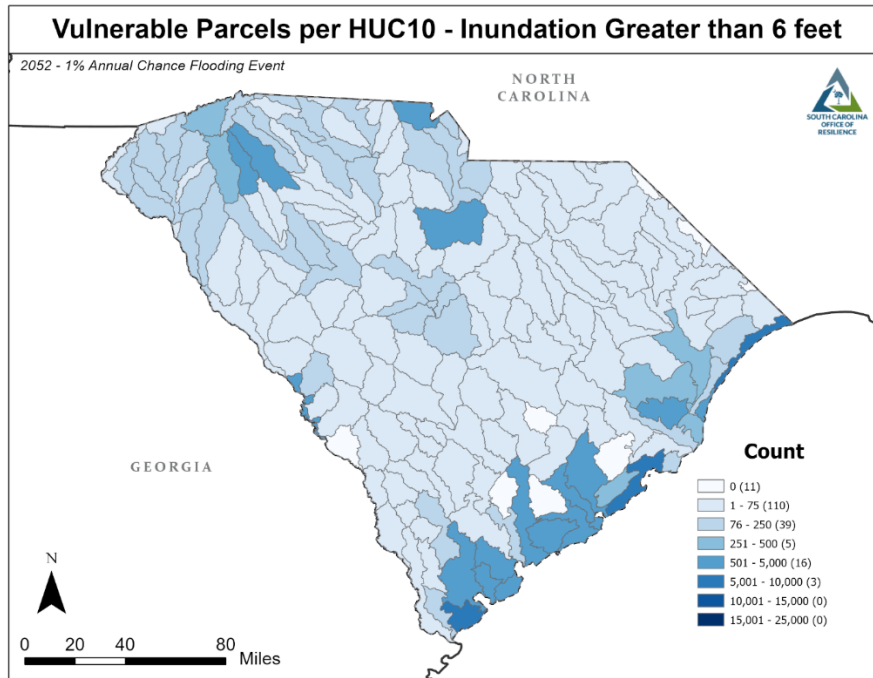 Vulnerable Parcels per HUC10 - Inundation Greater than 6 feet
2052 - 1% Annual Chance Flooding Event
NORTH
CAROLINA
SOUTH CAROLINA
OFFICE OF
RESILIENCE
GEORGIA
Count
0 (11)
1 - 75 (110)
76 - 250 (39)
251 - 500 (5)
501 - 5,000 (16)
5,001 - 10,000 (3)
10,001 - 15,000 (0)
15,001 - 25,000 (0)
N
0 20 40 80
Miles